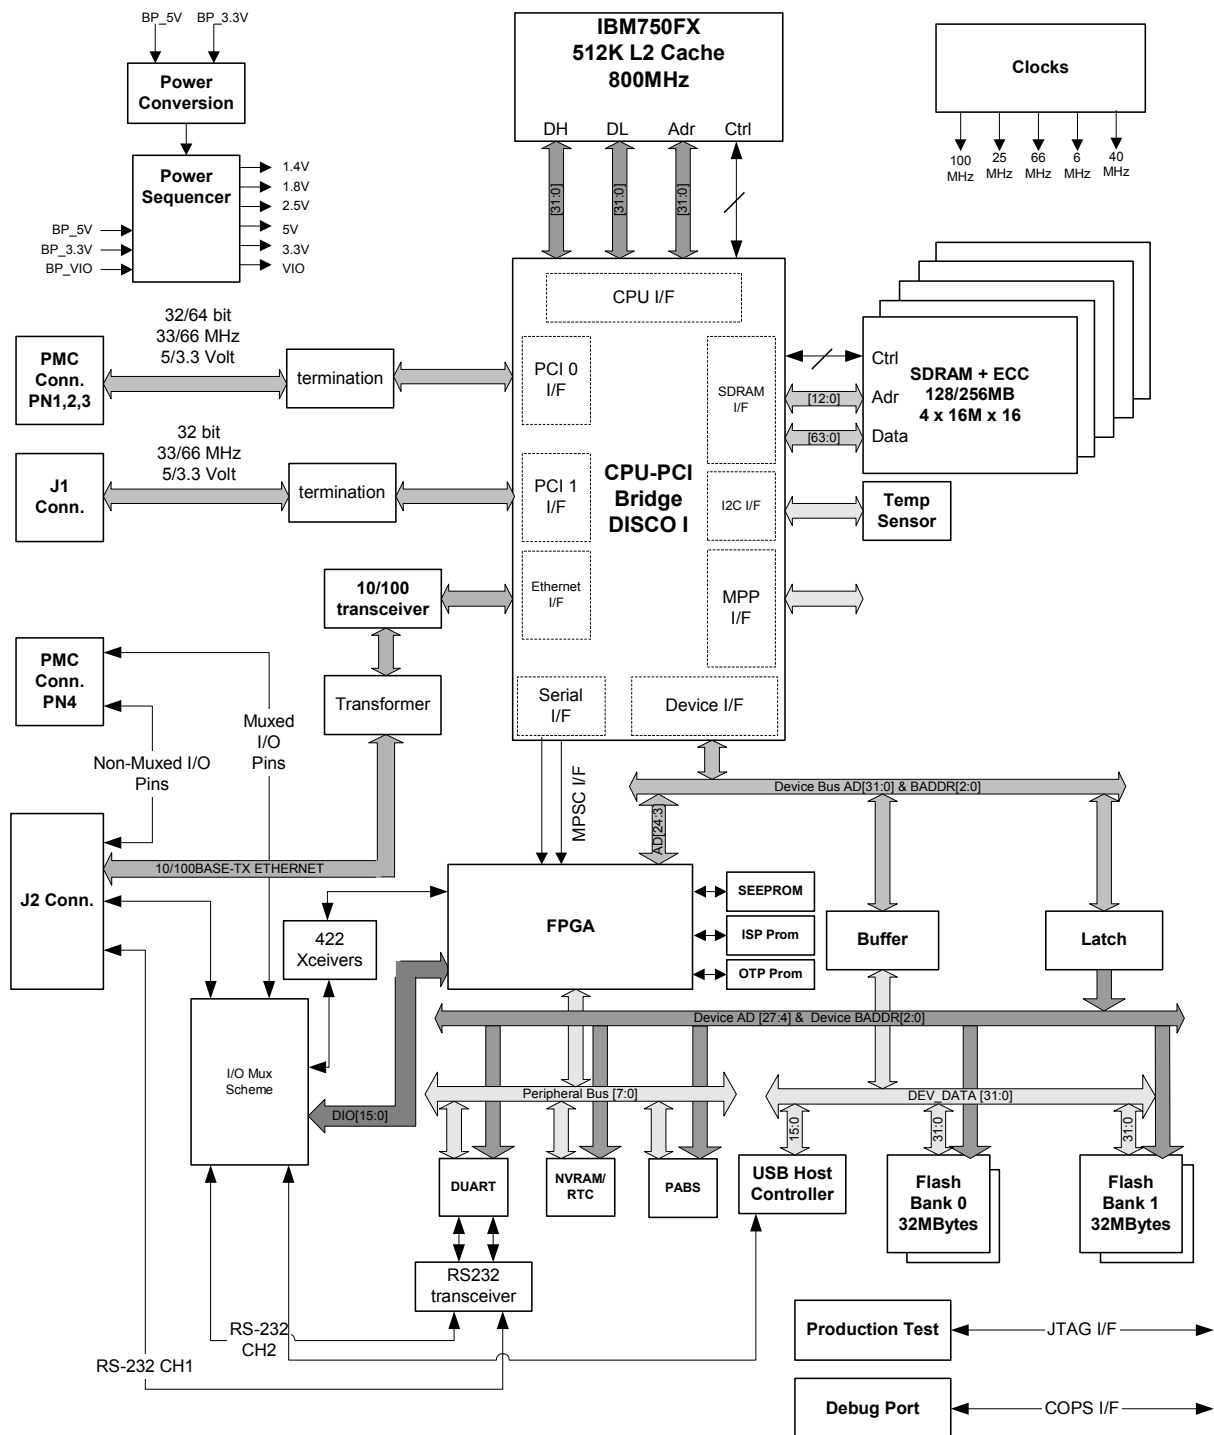 BP_5V
BP_3.3V
Power
Conversion
Power
Sequencer
1.4V
1.8V
2.5V
5V
3.3V
VIO
BP_5V
BP_3.3V
BP_VIO
IBM750FX
512K L2 Cache
800MHz
DH
DL
Adr
Ctrl
[31:0]
[31:0]
[31:0]
Clocks
100
MHz
25
MHz
66
MHz
6
MHz
40
MHz
CPU I/F
32/64 bit
33/66 MHz
5/3.3 Volt
PMC
Conn.
PN1,2,3
termination
PCI 0
I/F
SDRAM
I/F
Ctrl
Adr
Data
[12:0]
[63:0]
SDRAM + ECC
128/256MB
4 x 16M x 16
32 bit
33/66 MHz
5/3.3 Volt
J1
Conn.
termination
PCI 1
I/F
CPU-PCI
Bridge
DISCO I
I2C I/F
Temp
Sensor
10/100
transceiver
Ethernet
I/F
MPP
I/F
PMC
Conn.
PN4
Transformer
Serial
I/F
Device I/F
Muxed
I/O
Pins
Non-Muxed I/O
Pins
MPSC I/F
Device Bus AD[31:0] & BADDR[2:0]
AD[24:3]
10/100BASE-TX ETHERNET
J2 Conn.
FPGA
SEEPROM
ISP Prom
OTP Prom
Buffer
Latch
422
Xceivers
Device AD [27:4] & Device BADDR[2:0]
I/O Mux
Scheme
DIO[15:0]
Peripheral Bus [7:0]
DEV_DATA [31:0]
15:0
31:0
31:0
DUART
NVRAM/
RTC
PABS
USB Host
Controller
Flash
Bank 0
32MBytes
Flash
Bank 1
32MBytes
RS232
transceiver
RS-232
CH2
RS-232 CH1
Production Test
JTAG I/F
Debug Port
COPS I/F